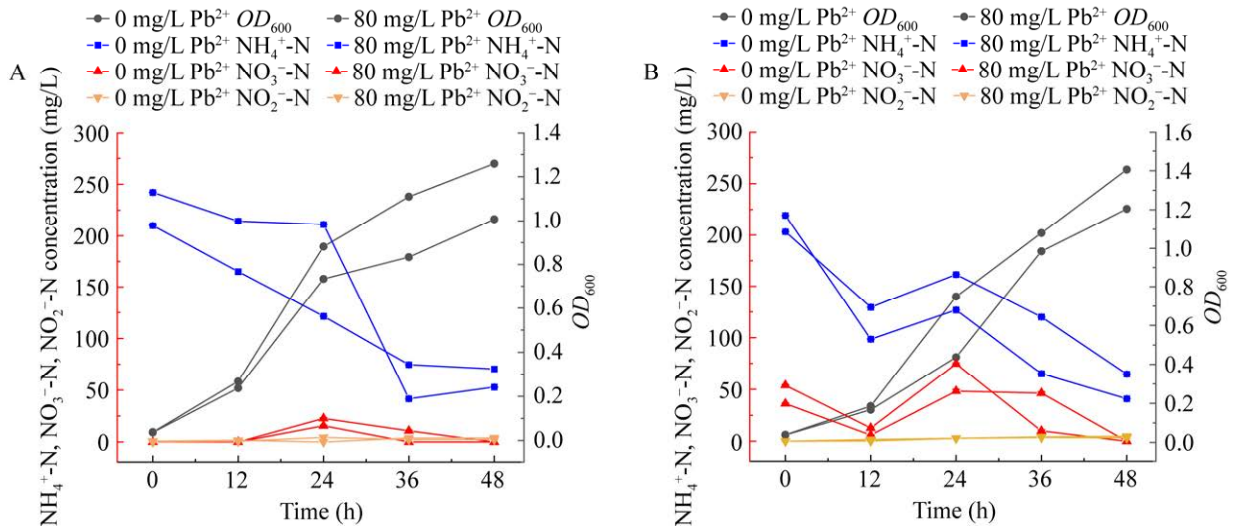 A
0 mg/L Pb²⁺ OD₆₀₀ 80 mg/L Pb²⁺ OD₆₀₀
0 mg/L Pb²⁺ NH₄⁺-N 80 mg/L Pb²⁺ NH₄⁺-N
0 mg/L Pb²⁺ NO₃⁻-N 80 mg/L Pb²⁺ NO₃⁻-N
0 mg/L Pb²⁺ NO₂⁻-N 80 mg/L Pb²⁺ NO₂⁻-N
NH₄⁺-N, NO₃⁻-N, NO₂⁻-N concentration (mg/L)
300
250
200
150
100
50
0
1.4
1.2
1.0
0.8
0.6
0.4
0.2
0.0
OD₆₀₀
0 12 24 36 48
Time (h)
B
0 mg/L Pb²⁺ OD₆₀₀ 80 mg/L Pb²⁺ OD₆₀₀
0 mg/L Pb²⁺ NH₄⁺-N 80 mg/L Pb²⁺ NH₄⁺-N
0 mg/L Pb²⁺ NO₃⁻-N 80 mg/L Pb²⁺ NO₃⁻-N
0 mg/L Pb²⁺ NO₂⁻-N 80 mg/L Pb²⁺ NO₂⁻-N
NH₄⁺-N, NO₃⁻-N, NO₂⁻-N concentration (mg/L)
300
250
200
150
100
50
0
1.6
1.4
1.2
1.0
0.8
0.6
0.4
0.2
0.0
OD₆₀₀
0 12 24 36 48
Time (h)